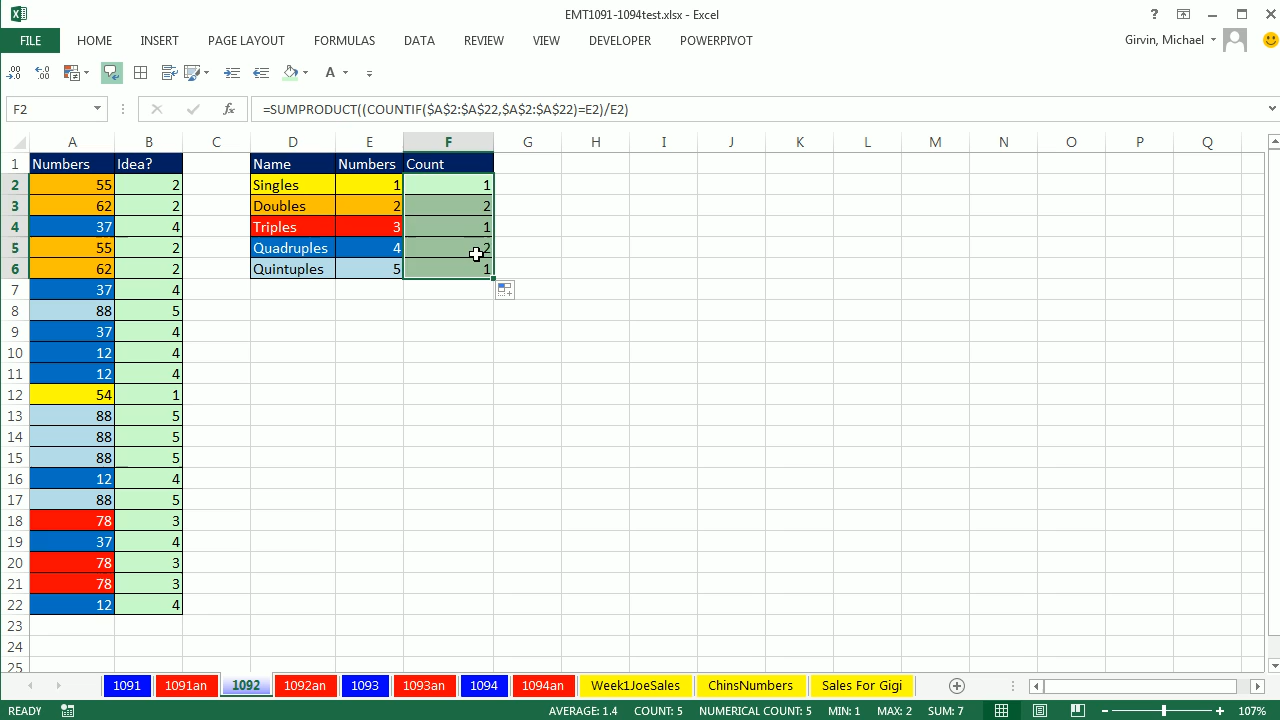 EMT1091-1094test.xlsx - Excel
FILE HOME INSERT PAGE LAYOUT FORMULAS DATA REVIEW VIEW DEVELOPER POWERPIVOT Girvin, Michael
F2 fx =SUMPRODUCT((COUNTIF($A$2:$A$22,$A$2:$A$22)=E2)/E2)
A B C D E F G H I J K L M N O P Q
1 Numbers Idea? Name Numbers Count
2 55 2 Singles 1 1
3 62 2 Doubles 2 2
4 37 4 Triples 3 1
5 55 2 Quadruples 4 2
6 62 2 Quintuples 5 1
7 37 4
8 88 5
9 37 4
10 12 4
11 12 4
12 54 1
13 88 5
14 88 5
15 88 5
16 12 4
17 88 5
18 78 3
19 37 4
20 78 3
21 78 3
22 12 4
23
24
25
1091 1091an 1092 1092an 1093 1093an 1094 1094an Week1JoeSales ChinsNumbers Sales For Gigi
READY AVERAGE: 1.4 COUNT: 5 NUMERICAL COUNT: 5 MIN: 1 MAX: 2 SUM: 7 107%